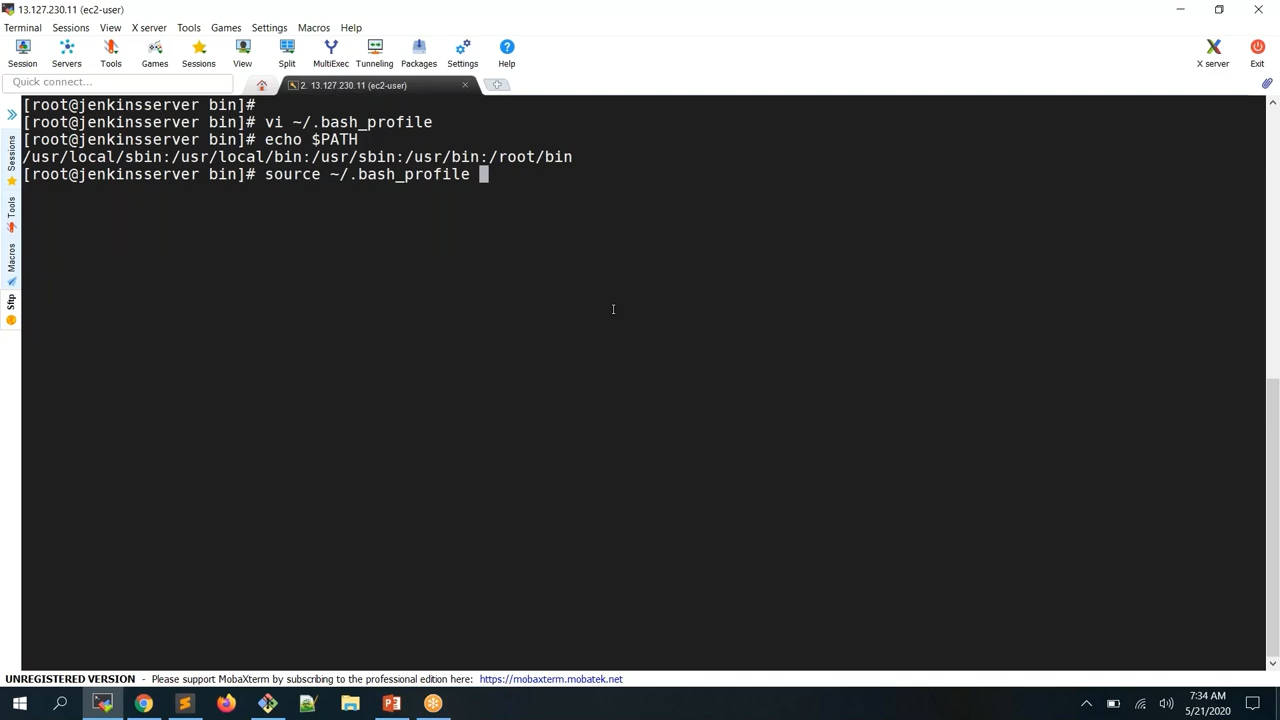 13.127.230.11 (ec2-user)
Terminal Sessions View X server Tools Games Settings Macros Help
Session Servers Tools Games Sessions View Split MultiExec Tunneling Packages Settings Help X server Exit
Quick connect...
2. 13.127.230.11 (ec2-user)
[root@jenkinsserver bin]#
[root@jenkinsserver bin]# vi ~/.bash_profile
[root@jenkinsserver bin]# echo $PATH
/usr/local/sbin:/usr/local/bin:/usr/sbin:/usr/bin:/root/bin
[root@jenkinsserver bin]# source ~/.bash_profile
Sessions
Tools
Macros
Sftp
UNREGISTERED VERSION - Please support MobaXterm by subscribing to the professional edition here: https://mobaxterm.mobatek.net
7:34 AM
5/21/2020